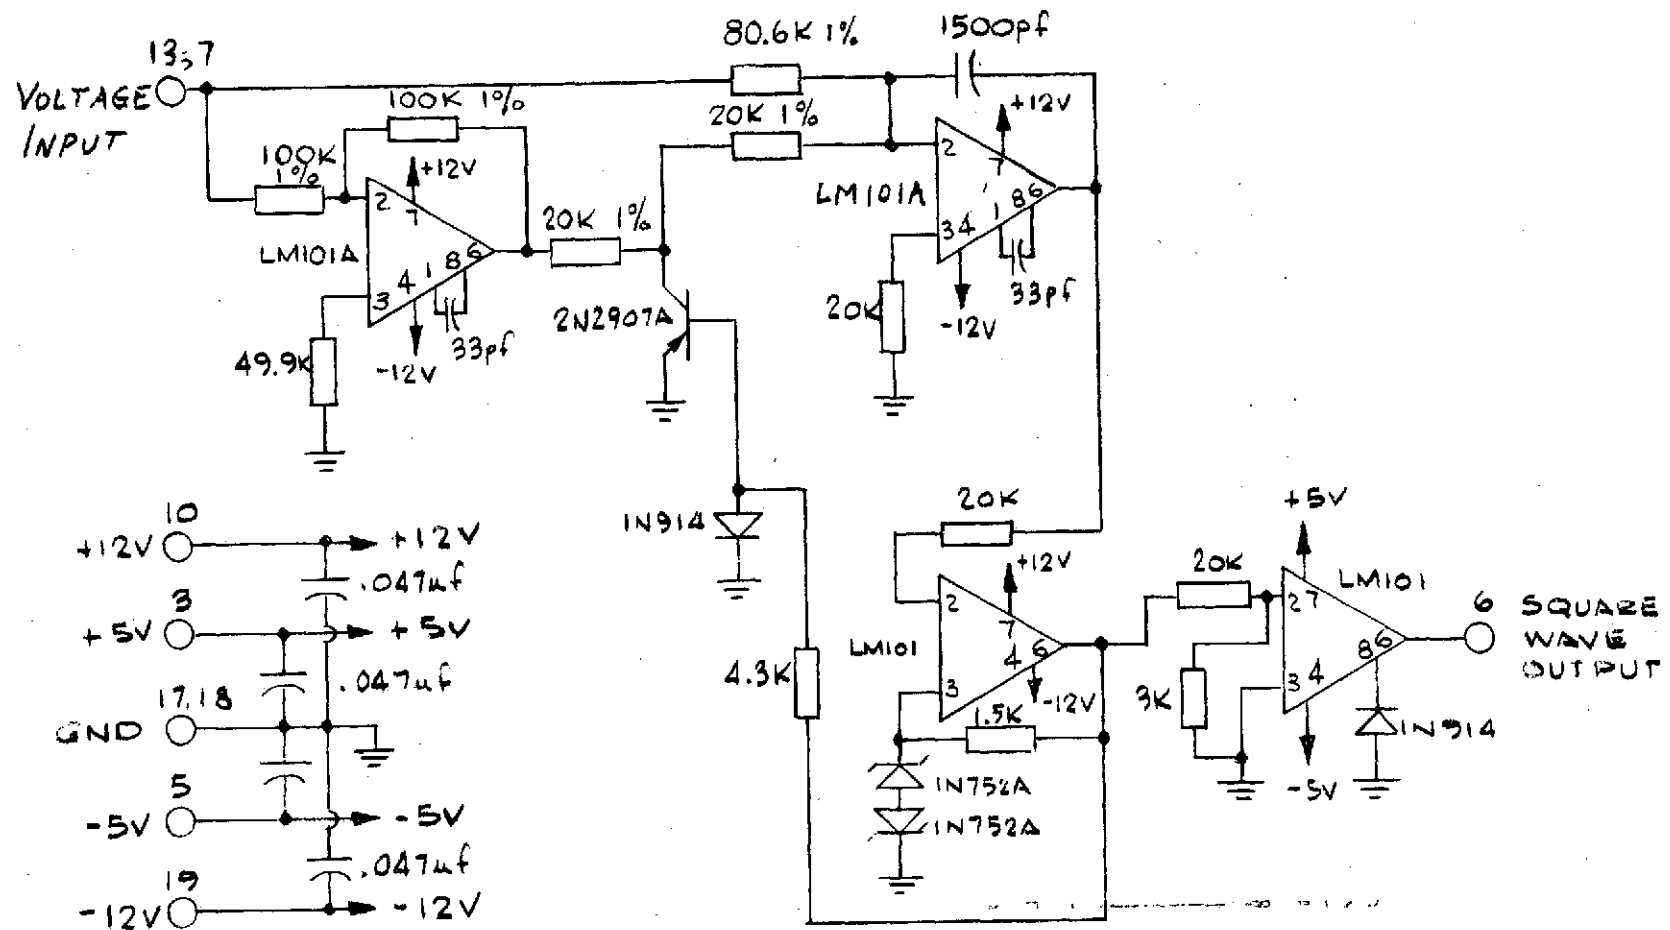 80.6K 1%
1500pf
13,7
VOLTAGE
INPUT
100K 1%
20K 1%
+12V
100K
1%
+12V
2
7
LM101A
20K 1%
2
7
1
8
6
LM101A
3
4
1
8
6
3
4
33pf
-12V
20K
33pf
-12V
2N2907A
49.9K
10
+12V
+12V
.047uf
3
+5V
+5V
.047uf
17,18
GND
5
-5V
-5V
.047uf
19
-12V
-12V
1N914
20K
+12V
2
7
LM101
4
6
3
-12V
1.5K
4.3K
1N752A
1N752A
+5V
20K
LM101
2
7
8
6
3
4
3K
-5V
1N914
6
SQUARE
WAVE
OUTPUT